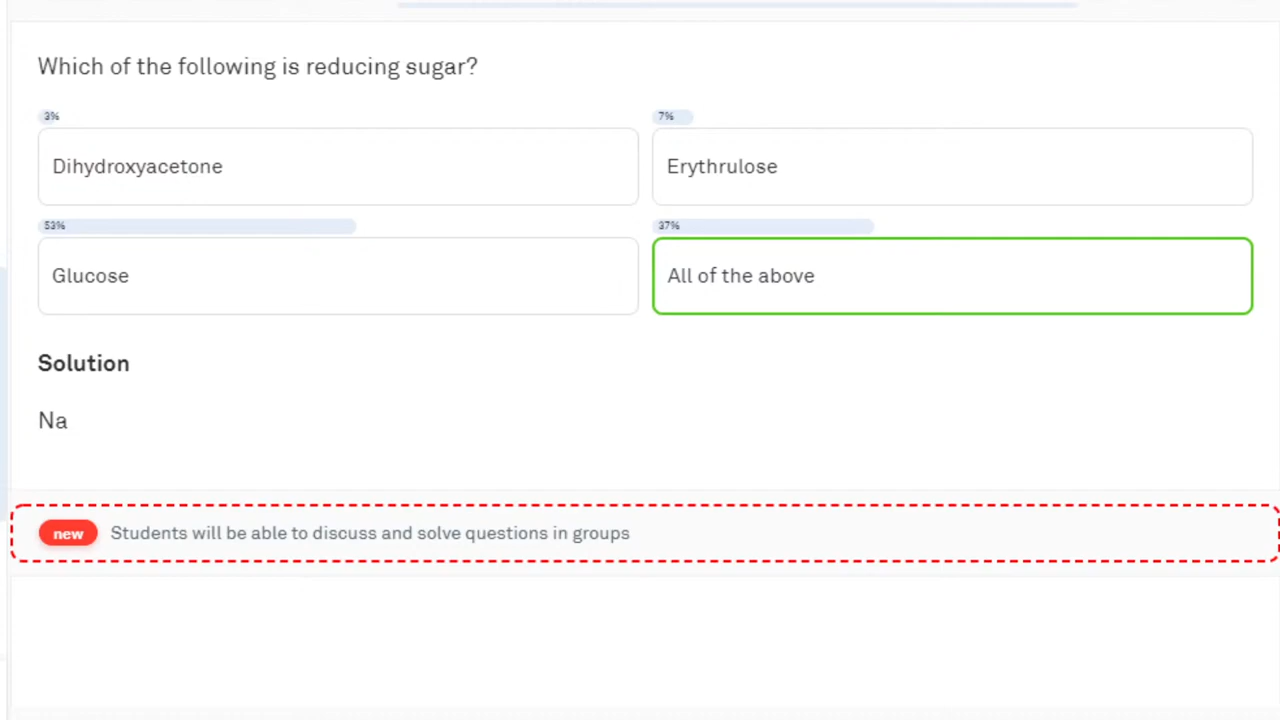 Which of the following is reducing sugar?
3%
7%
Dihydroxyacetone
Erythrulose
53%
37%
Glucose
All of the above
Solution
Na
new Students will be able to discuss and solve questions in groups